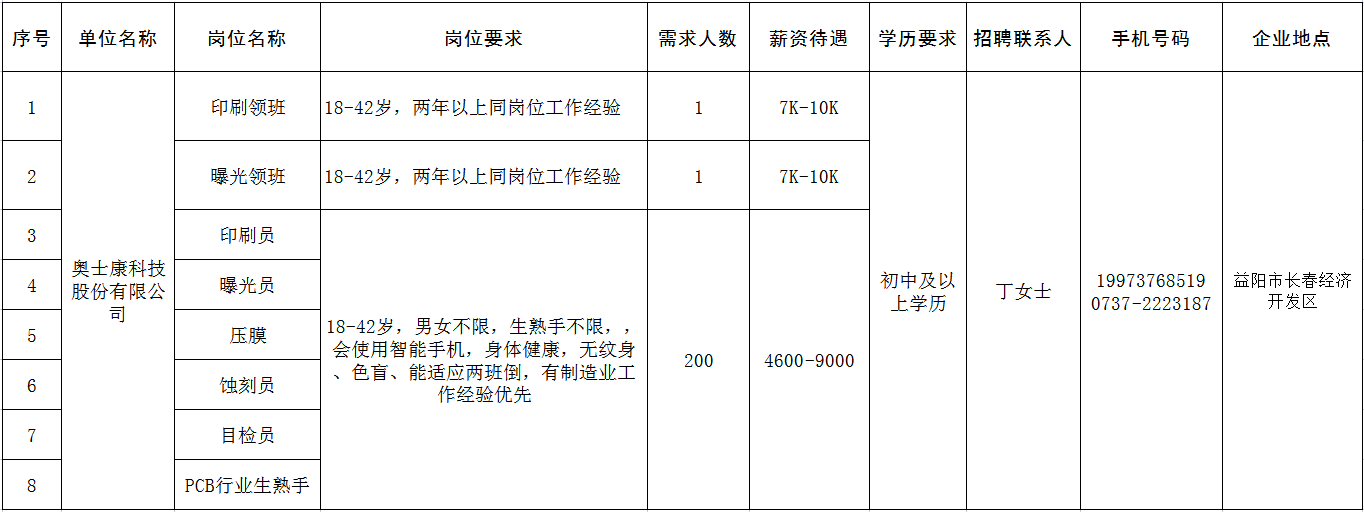 序号 单位名称 岗位名称 岗位要求 需求人数 薪资待遇 学历要求 招聘联系人 手机号码 企业地点
1 印刷领班 18-42岁，两年以上同岗位工作经验 1 7K-10K
2 曝光领班 18-42岁，两年以上同岗位工作经验 1 7K-10K
3 印刷员
4 曝光员
5 压膜
6 蚀刻员
7 目检员
8 PCB行业生熟手
奥士康科技
股份有限公
司
18-42岁，男女不限，生熟手不限，，
会使用智能手机，身体健康，无纹身
、色盲、能适应两班倒，有制造业工
作经验优先
200
4600-9000
初中及以
上学历
丁女士
19973768519
0737-2223187
益阳市长春经济
开发区